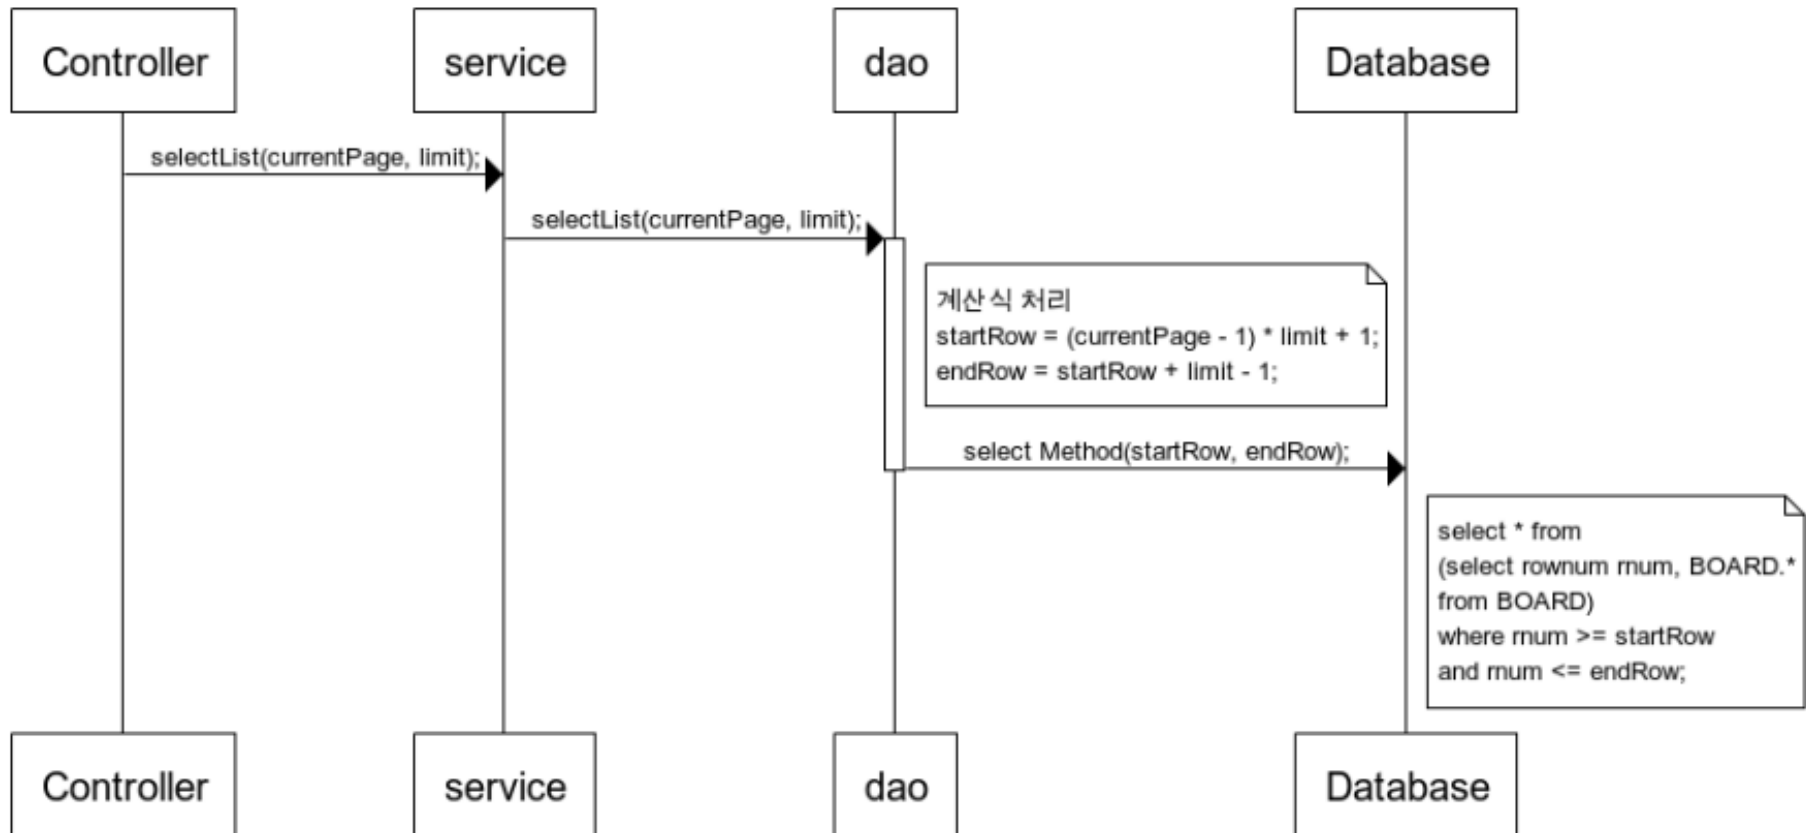 Controller
service
dao
Database
selectList(currentPage, limit);
selectList(currentPage, limit);
계산식 처리
startRow = (currentPage - 1) * limit + 1;
endRow = startRow + limit - 1;
select Method(startRow, endRow);
select * from
(select rownum rnum, BOARD.*
from BOARD)
where rnum >= startRow
and rnum <= endRow;
Controller
service
dao
Database